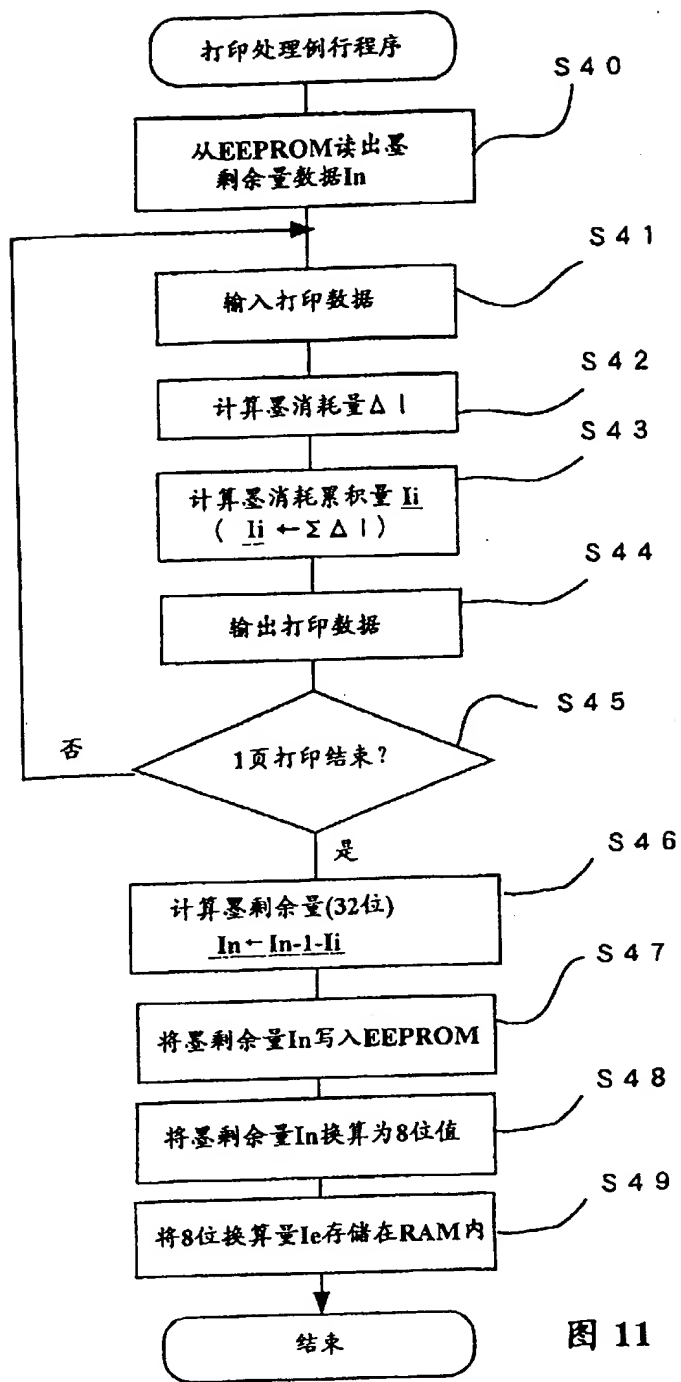 打印处理例行程序
S40
从EEPROM读出墨
剩余量数据In
S41
输入打印数据
S42
计算墨消耗量ΔI
S43
计算墨消耗累积量 Ii
( Ii ←ΣΔI)
S44
输出打印数据
S45
1页打印结束?
否
是
S46
计算墨剩余量(32位)
In←In-1-Ii
S47
将墨剩余量In写入EEPROM
S48
将墨剩余量In换算为8位值
S49
将8位换算量Ie存储在RAM内
结束
图 11